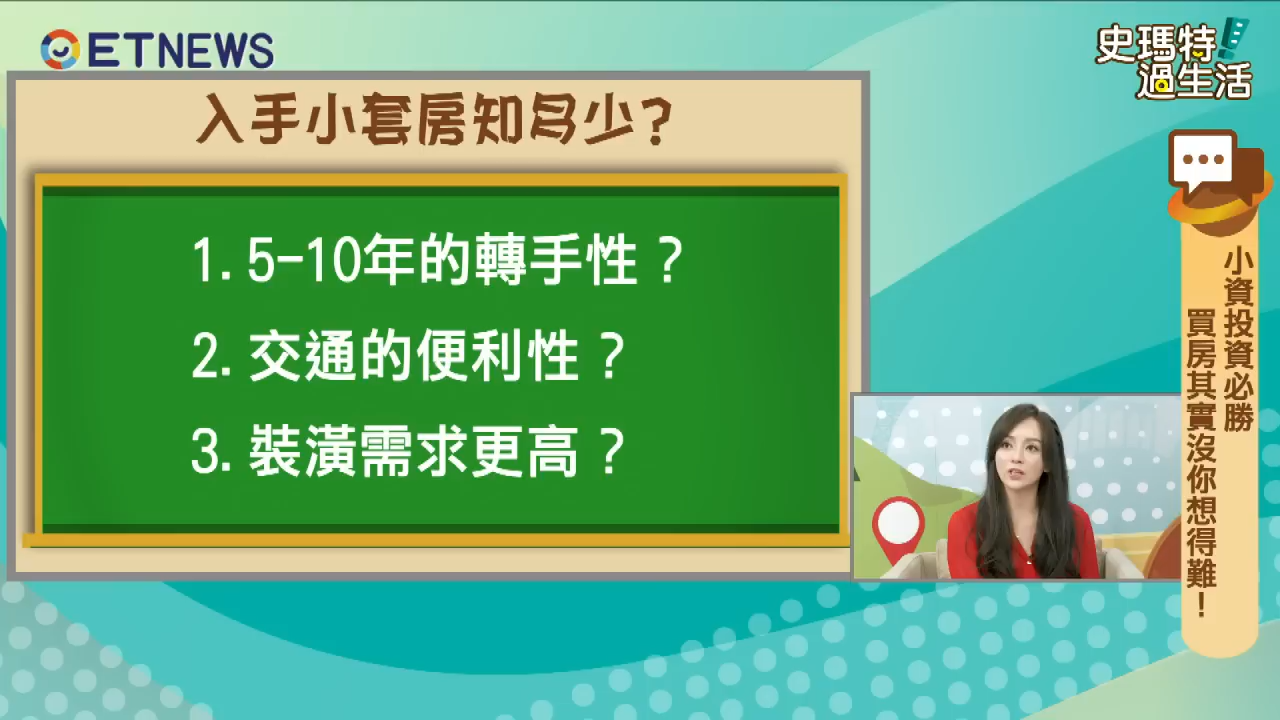 ETNEWS
史瑪特!
過生活
入手小套房知多少?
1. 5-10年的轉手性?
2. 交通的便利性?
3. 裝潢需求更高?
小資投資必勝
買房其實沒你想得難!